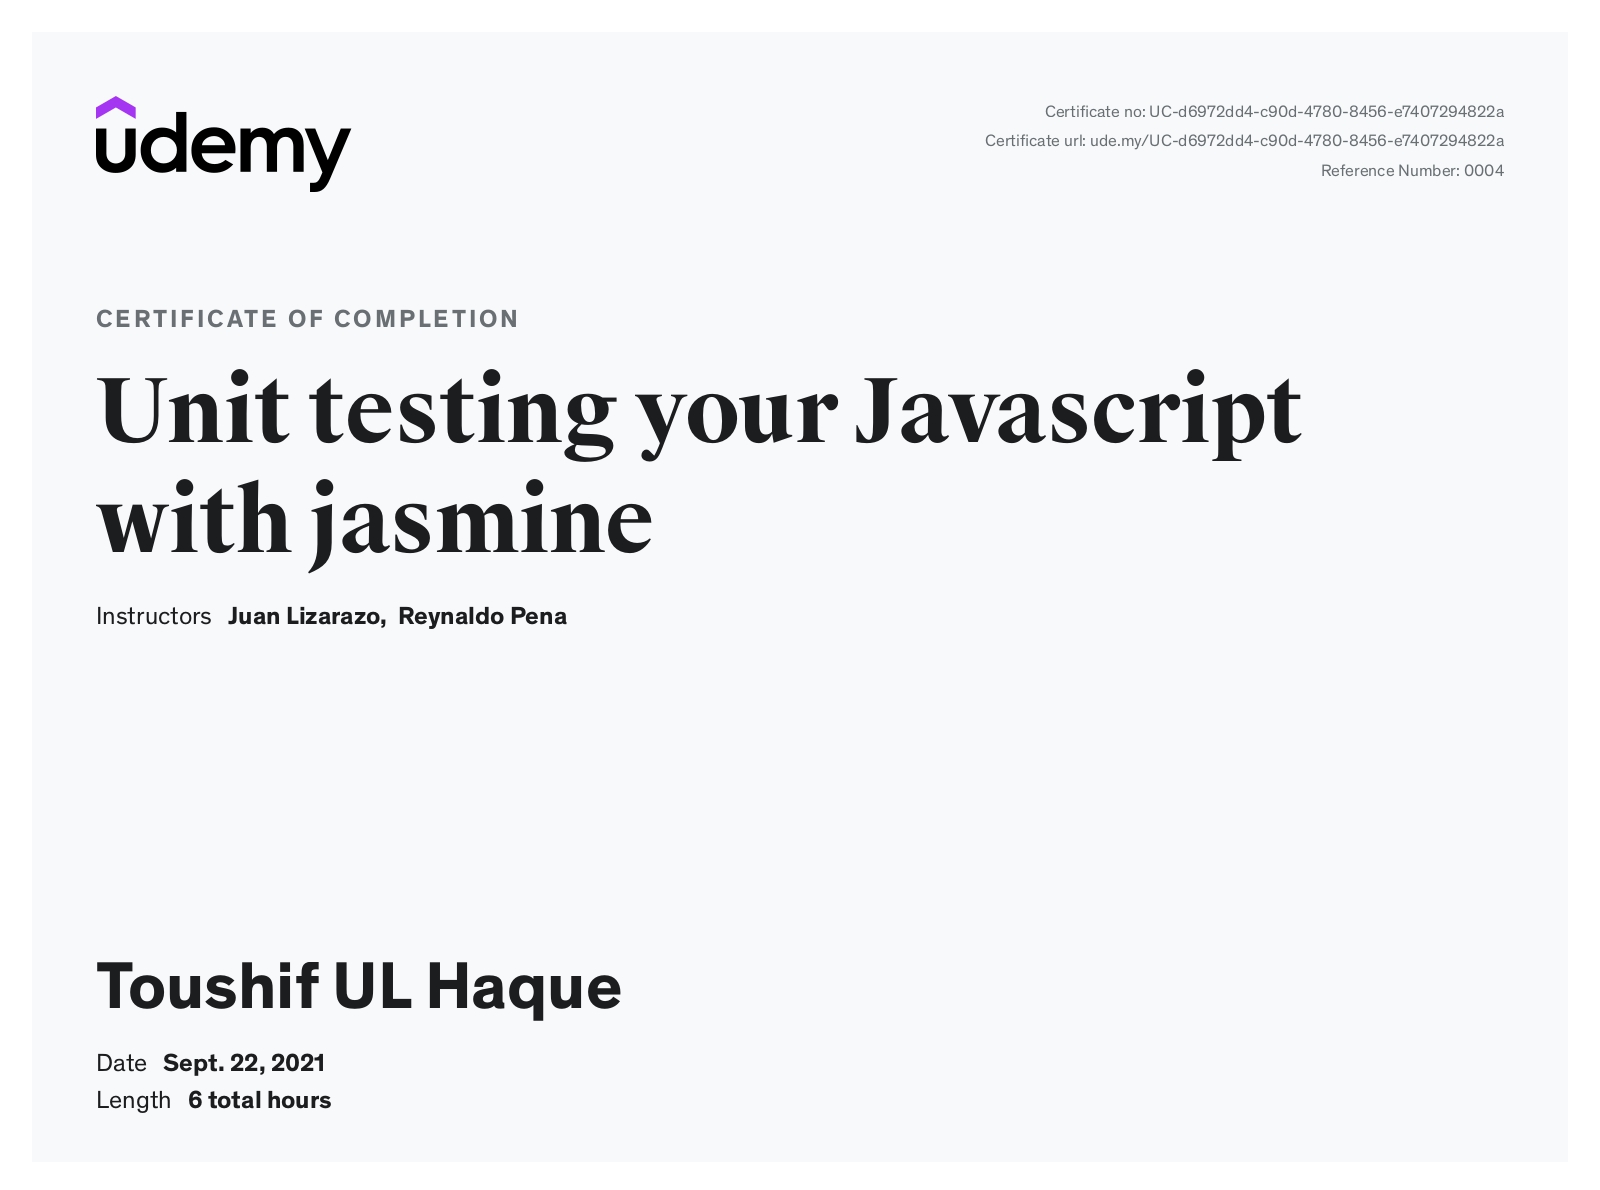 udemy
Certificate no: UC-d6972dd4-c90d-4780-8456-e7407294822a
Certificate url: ude.my/UC-d6972dd4-c90d-4780-8456-e7407294822a
Reference Number: 0004
CERTIFICATE OF COMPLETION
Unit testing your Javascript
with jasmine
Instructors Juan Lizarazo, Reynaldo Pena
Toushif UL Haque
Date Sept. 22, 2021
Length 6 total hours